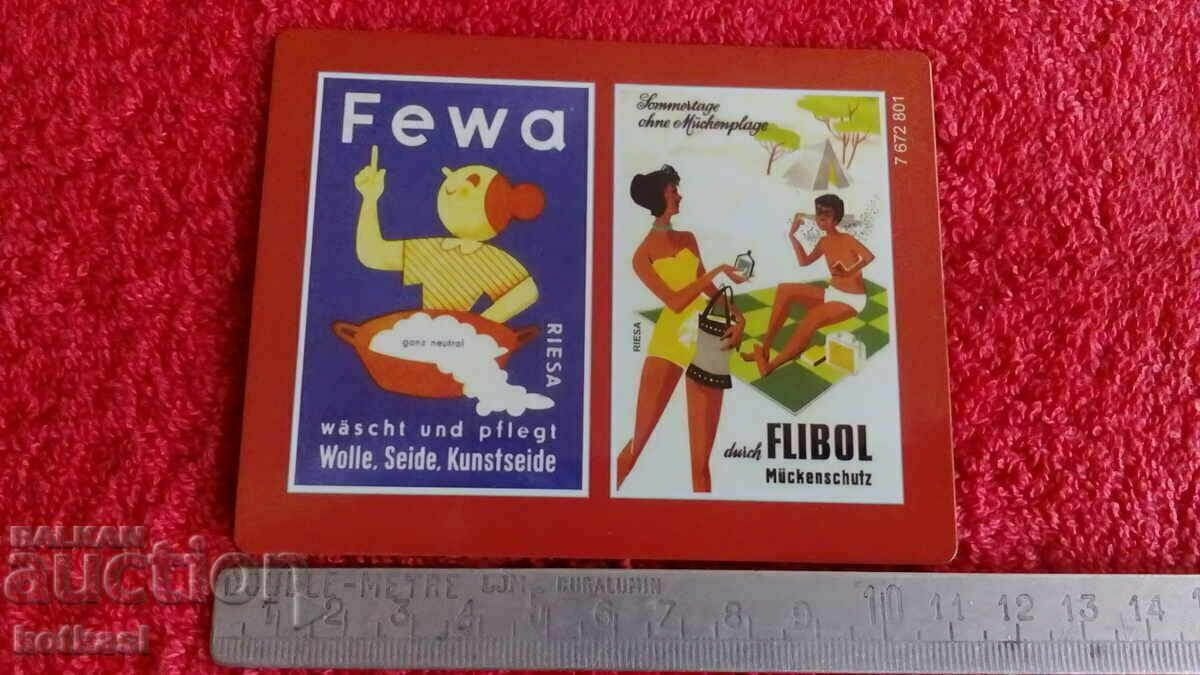 Fewa
ganz neutral
RIESA
wäscht und pflegt
Wolle, Seide, Kunstseide
Sommertage
ohne Mückenplage
RIESA
durch FLIBOL
Mückenschutz
7 672 801
BALKAN
auction
hotkasl
DOUBLE-METRE DURALUMIN
1 2 3 4 5 6 7 8 9 10 11 12 13 14